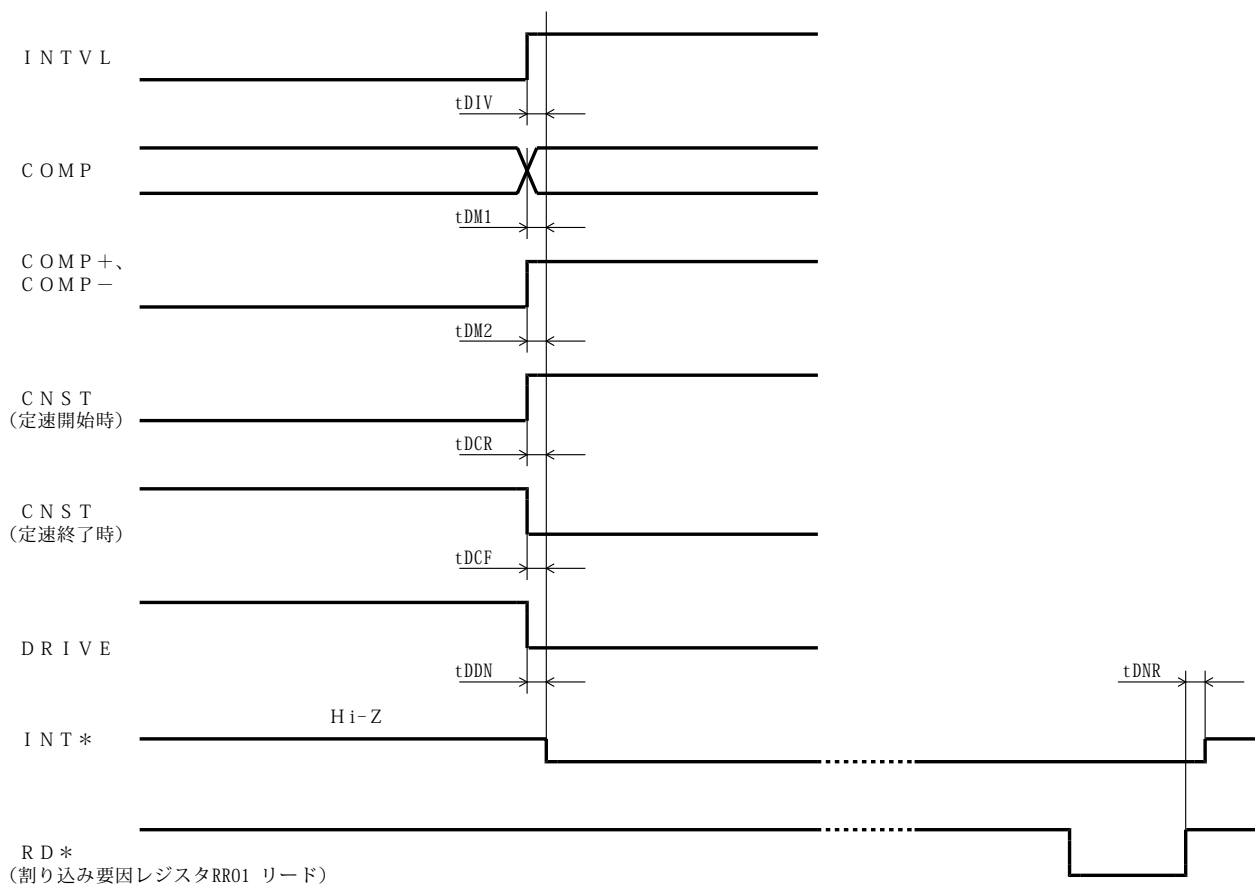 ＩＮＴＶＬ
tDIV
ＣＯＭＰ
tDM1
ＣＯＭＰ＋、
ＣＯＭＰ－
tDM2
ＣＮＳＴ
（定速開始時）
tDCR
ＣＮＳＴ
（定速終了時）
tDCF
ＤＲＩＶＥ
tDDN
tDNR
Ｈi-Ｚ
ＩＮＴ＊
ＲＤ＊
（割り込み要因レジスタRR01 リード）